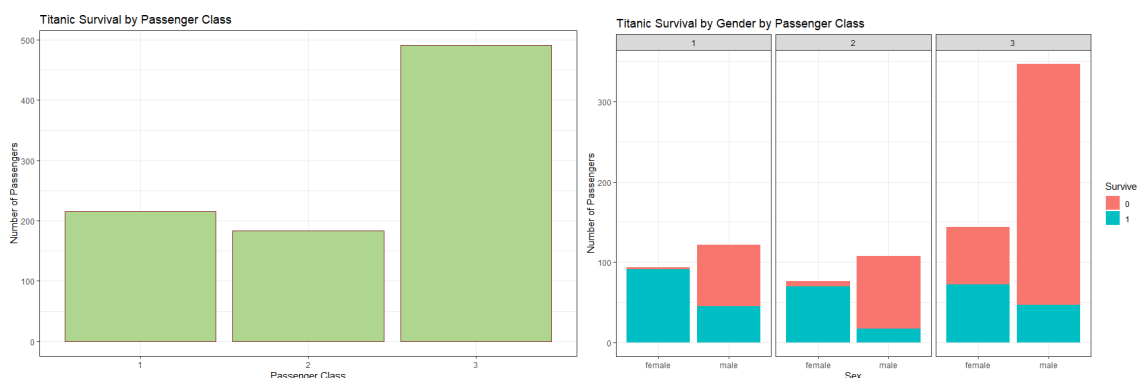 Titanic Survival by Passenger Class
Number of Passengers
500
400
300
200
100
0
1
2
3
Passenger Class
Titanic Survival by Gender by Passenger Class
1
2
3
Number of Passengers
300
200
100
0
female
male
female
male
female
male
Sex
Survive
0
1